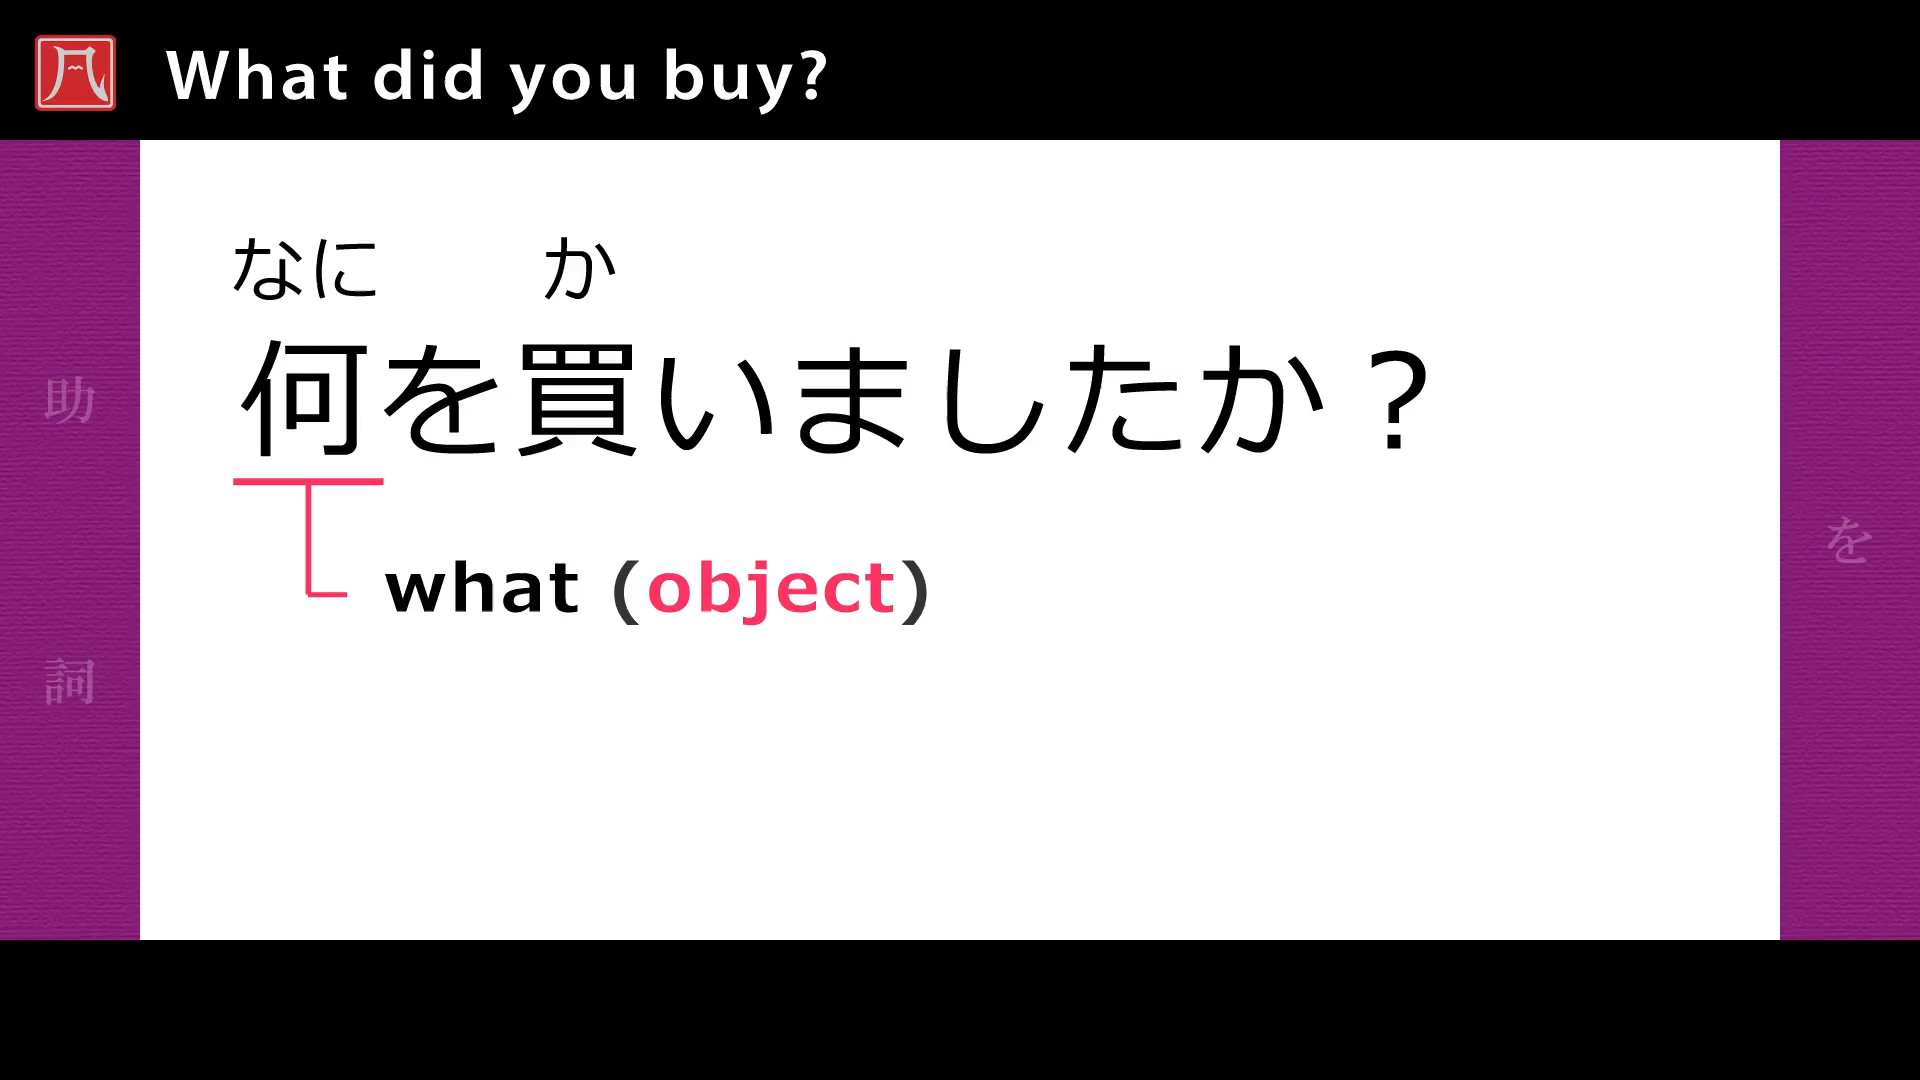 What did you buy?
なに か
何を買いましたか？
what (object)
助
詞
を